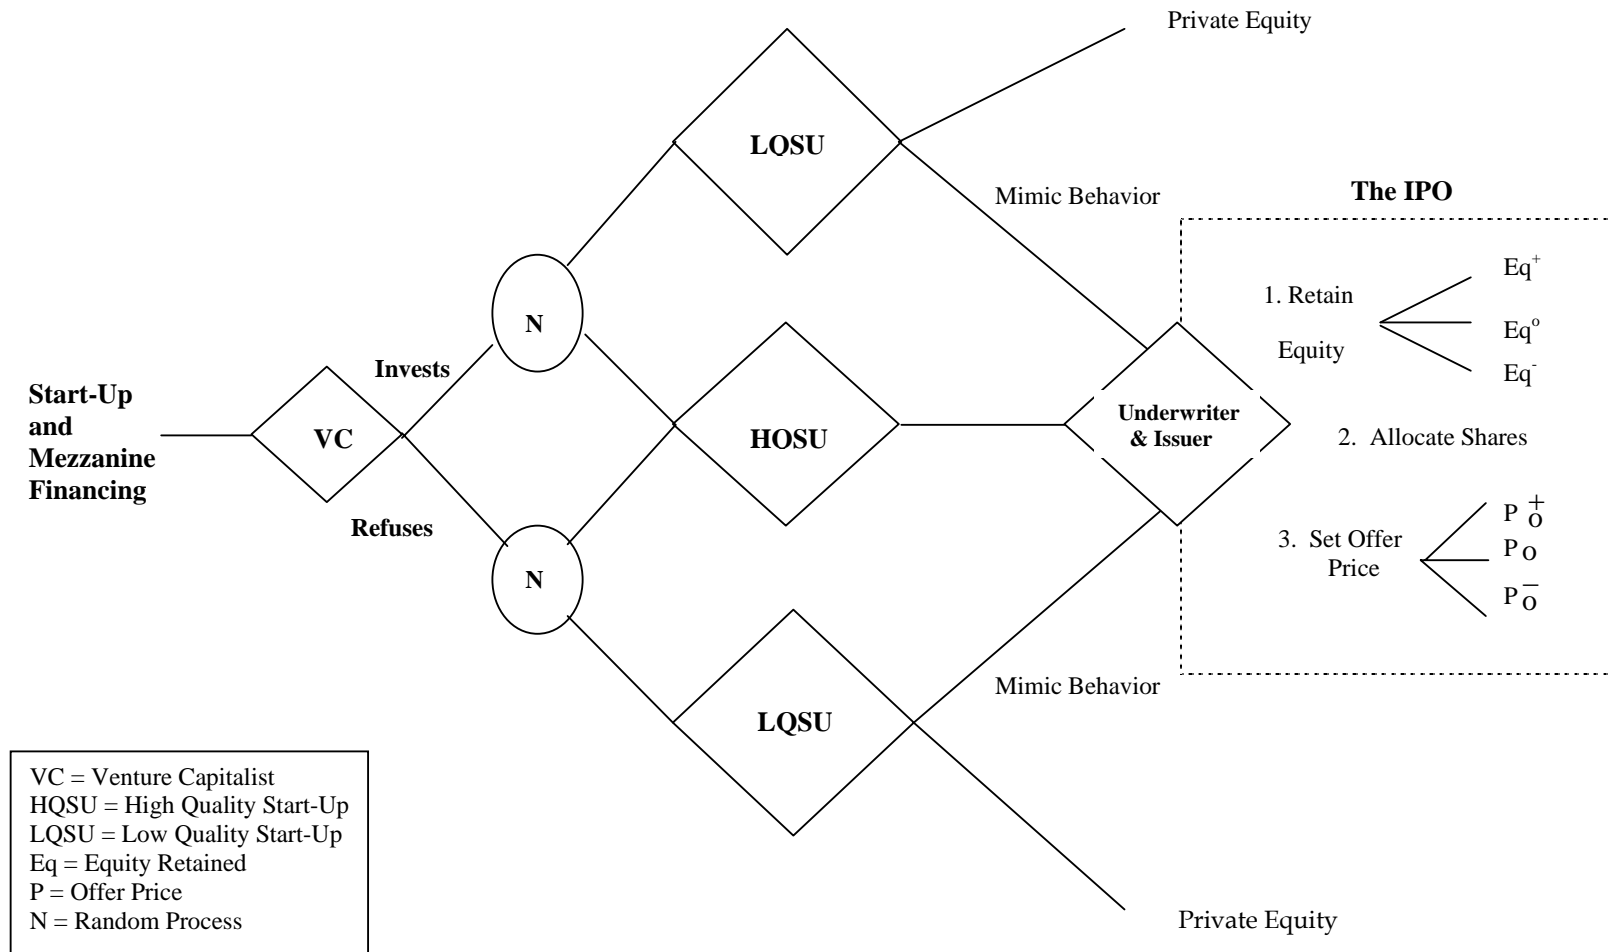 Private Equity
LQSU
Mimic Behavior
The IPO
Eq+
1. Retain
Equity
Eqo
Eq-
N
Invests
Start-Up
and
Mezzanine
Financing
VC
HOSU
Underwriter
& Issuer
2. Allocate Shares
Refuses
N
3. Set Offer
Price
P+o
Po
P−o
LQSU
Mimic Behavior
Private Equity
VC = Venture Capitalist
HQSU = High Quality Start-Up
LQSU = Low Quality Start-Up
Eq = Equity Retained
P = Offer Price
N = Random Process